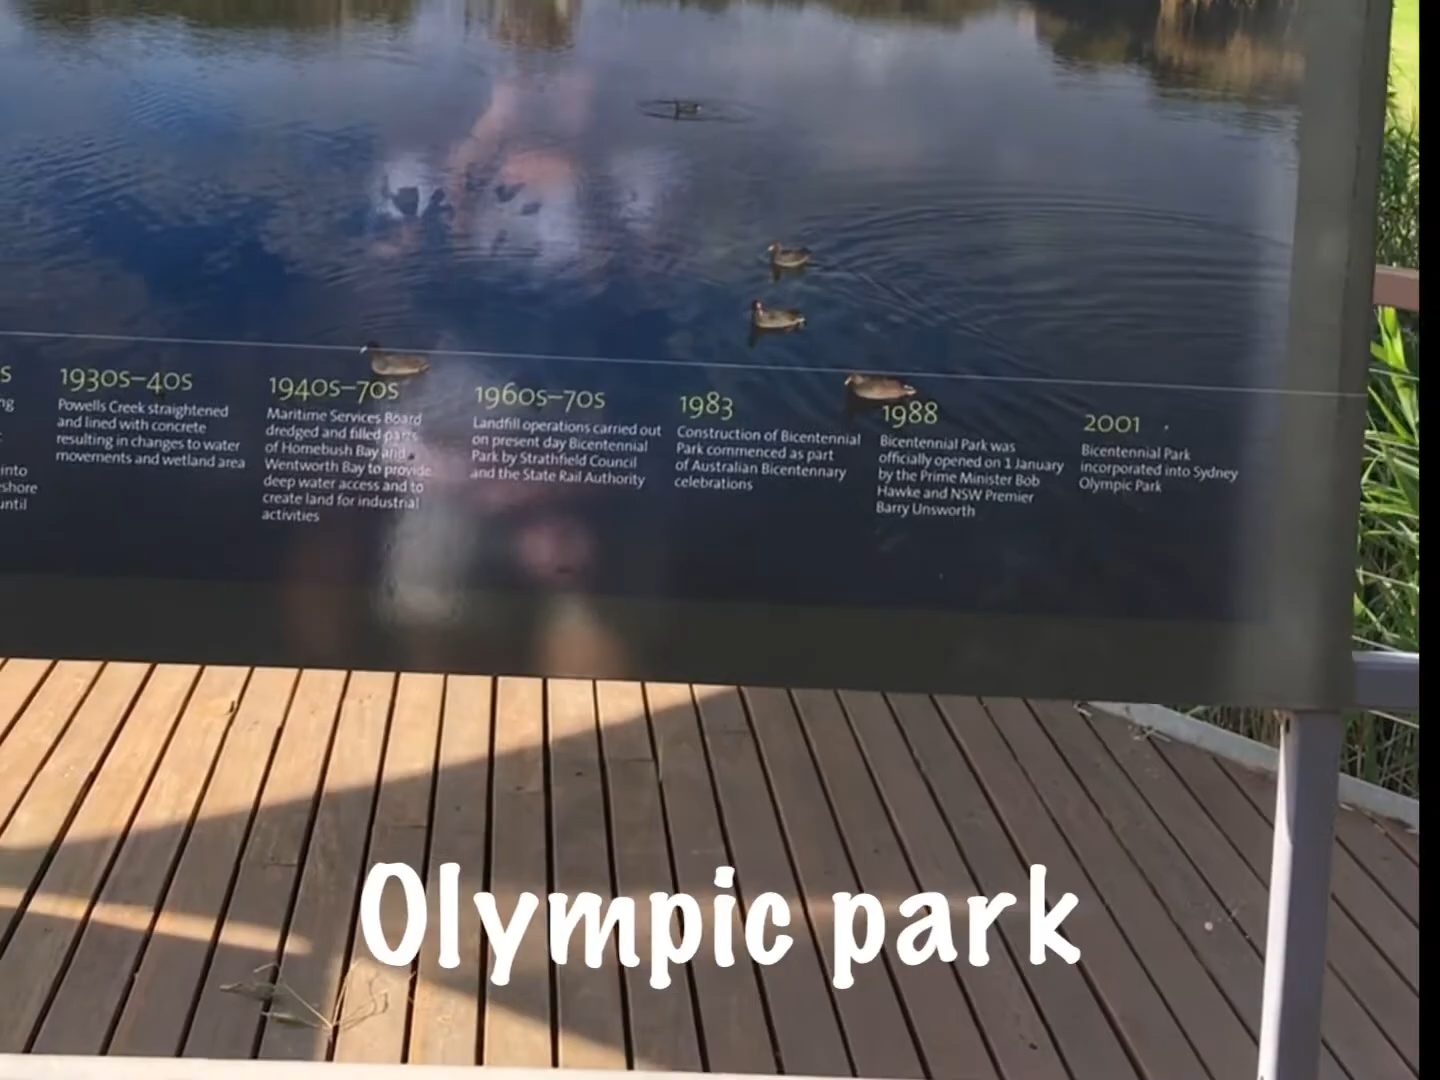 s
ng
into
shore
until
1930s–40s
Powells Creek straightened
and lined with concrete
resulting in changes to water
movements and wetland area
1940s–70s
Maritime Services Board
dredged and filled parts
of Homebush Bay and
Wentworth Bay to provide
deep water access and to
create land for industrial
activities
1960s–70s
Landfill operations carried out
on present day Bicentennial
Park by Strathfield Council
and the State Rail Authority
1983
Construction of Bicentennial
Park commenced as part
of Australian Bicentennary
celebrations
1988
Bicentennial Park was
officially opened on 1 January
by the Prime Minister Bob
Hawke and NSW Premier
Barry Unsworth
2001
Bicentennial Park
incorporated into Sydney
Olympic Park
Olympic park